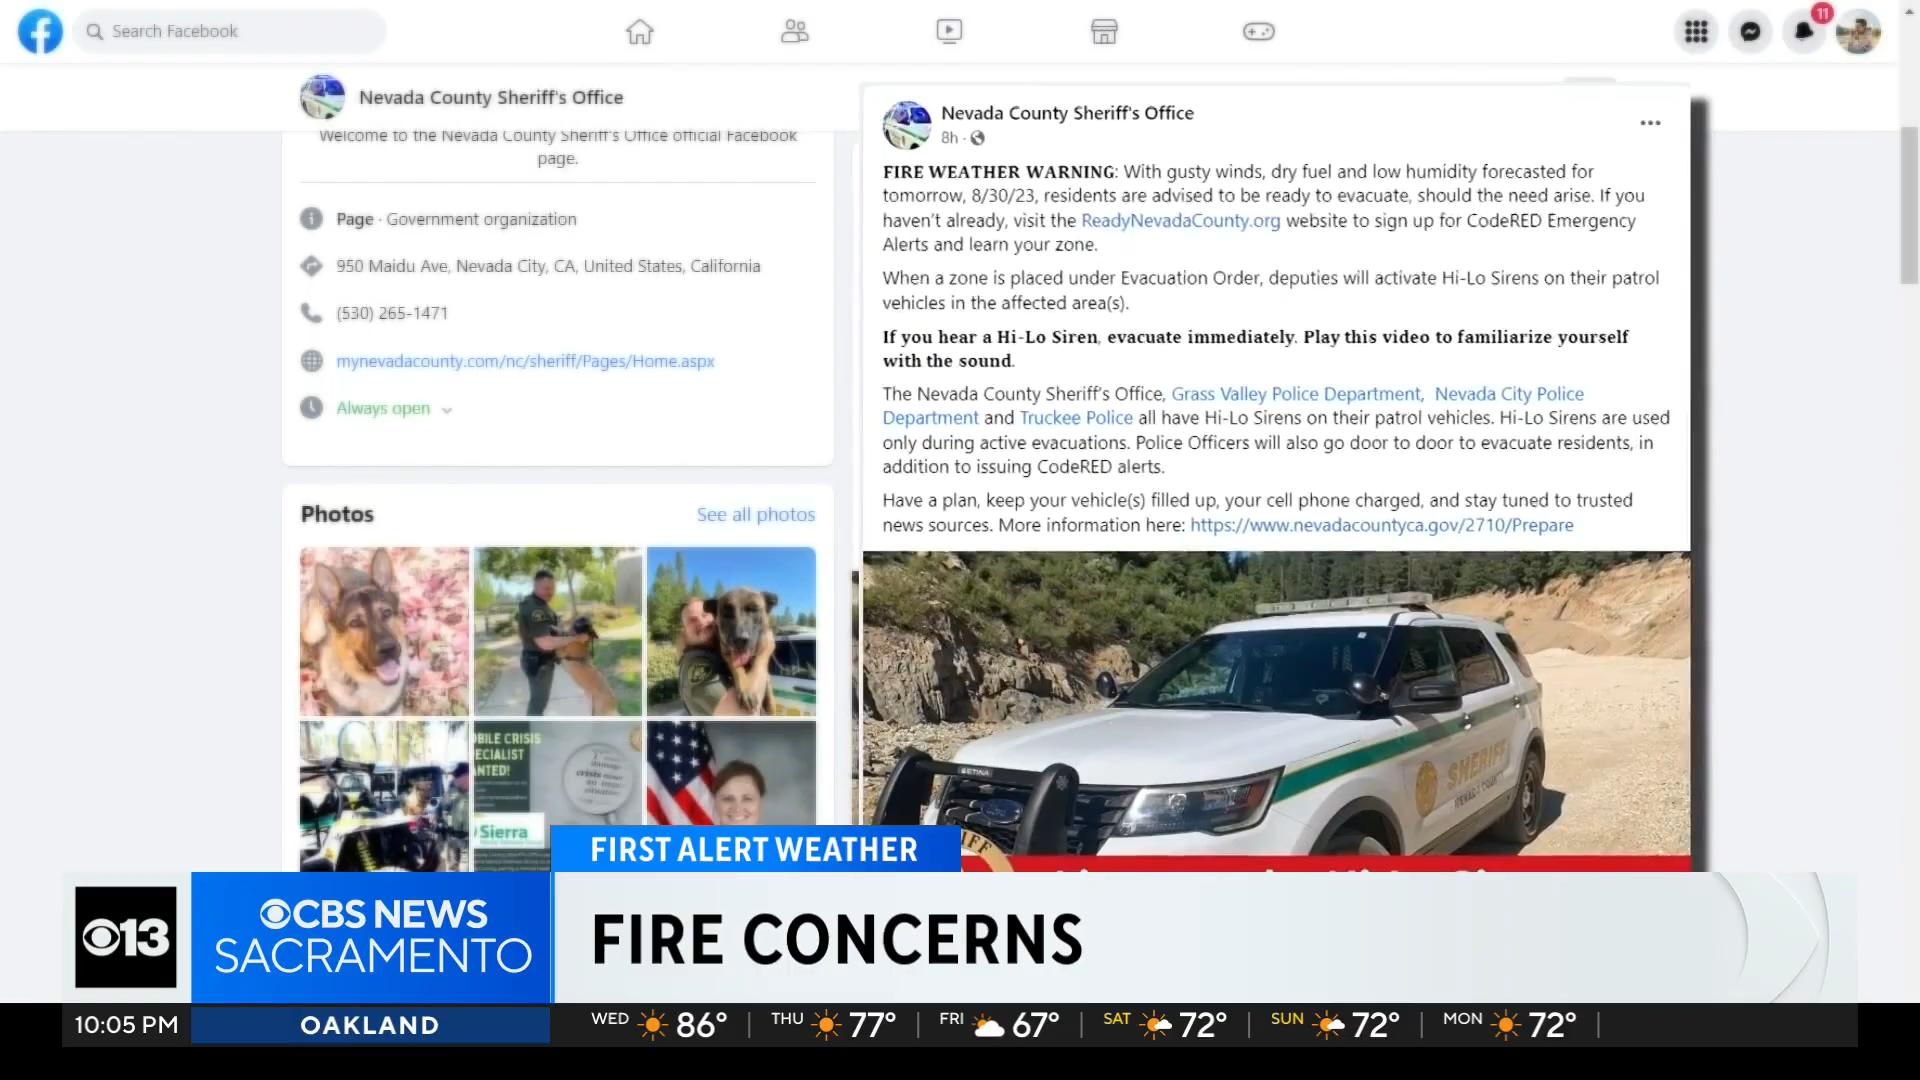 Search Facebook
11
Nevada County Sheriff's Office
Welcome to the Nevada County Sheriff's Office official Facebook
page.
Page · Government organization
950 Maidu Ave, Nevada City, CA, United States, California
(530) 265-1471
mynevadacounty.com/nc/sheriff/Pages/Home.aspx
Always open
Photos
See all photos
BILE CRISIS
ECIALIST
NTED!
Sierra
Nevada County Sheriff's Office
8h ·
FIRE WEATHER WARNING: With gusty winds, dry fuel and low humidity forecasted for
tomorrow, 8/30/23, residents are advised to be ready to evacuate, should the need arise. If you
haven't already, visit the ReadyNevadaCounty.org website to sign up for CodeRED Emergency
Alerts and learn your zone.
When a zone is placed under Evacuation Order, deputies will activate Hi-Lo Sirens on their patrol
vehicles in the affected area(s).
If you hear a Hi-Lo Siren, evacuate immediately. Play this video to familiarize yourself
with the sound.
The Nevada County Sheriff's Office, Grass Valley Police Department, Nevada City Police
Department and Truckee Police all have Hi-Lo Sirens on their patrol vehicles. Hi-Lo Sirens are used
only during active evacuations. Police Officers will also go door to door to evacuate residents, in
addition to issuing CodeRED alerts.
Have a plan, keep your vehicle(s) filled up, your cell phone charged, and stay tuned to trusted
news sources. More information here: https://www.nevadacountyca.gov/2710/Prepare
SETINA
Ford
SHERIFF
NEVADA COUNTY
IFF
FIRST ALERT WEATHER
13
CBS NEWS
SACRAMENTO
FIRE CONCERNS
10:05 PM
OAKLAND
WED 86° THU 77° FRI 67° SAT 72° SUN 72° MON 72°